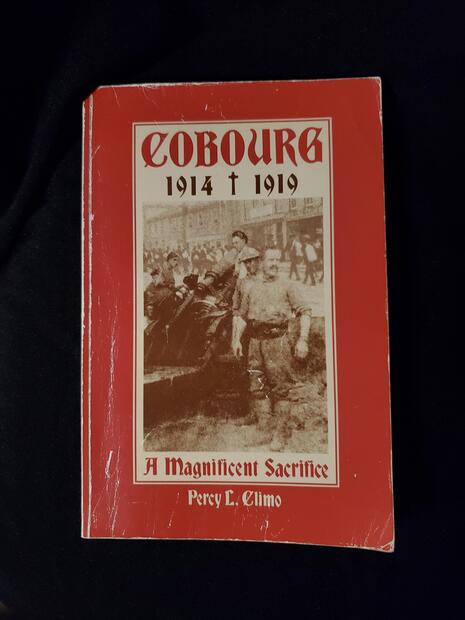 COBOURG
1914 † 1919
A Magnificent Sacrifice
Percy L. Climo